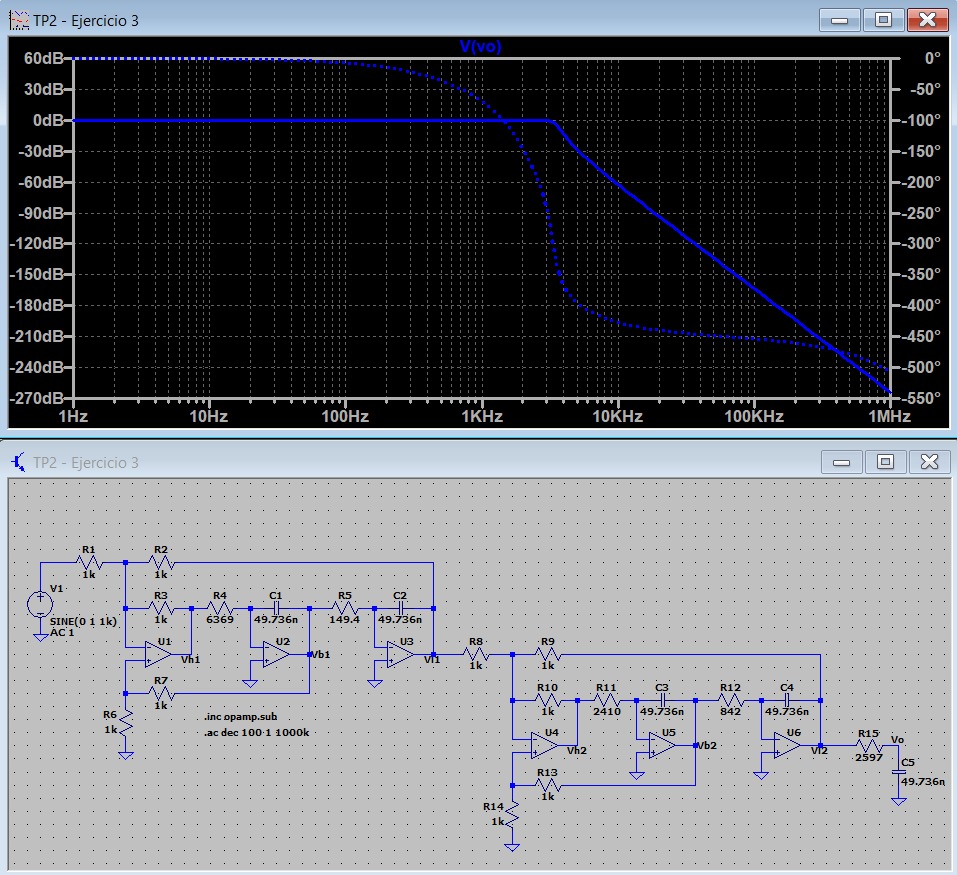 TP2 - Ejercicio 3
V(vo)
60dB 0°
30dB -50°
0dB -100°
-30dB -150°
-60dB -200°
-90dB -250°
-120dB -300°
-150dB -350°
-180dB -400°
-210dB -450°
-240dB -500°
-270dB -550°
1Hz 10Hz 100Hz 1KHz 10KHz 100KHz 1MHz
TP2 - Ejercicio 3
R1 R2
1k 1k
V1
SINE(0 1 1k)
AC 1
R3 R4 C1 R5 C2
1k 6369 49.736n 149.4 49.736n
U1 U2 U3
Vh1 Vb1 Vl1
R7
1k
R6
1k
.inc opamp.sub
.ac dec 100 1 1000k
R8 R9
1k 1k
R10 R11 C3 R12 C4
1k 2410 49.736n 842 49.736n
U4 U5 U6
Vh2 Vb2 Vl2
R13
1k
R14
1k
R15 Vo
2597
C5
49.736n